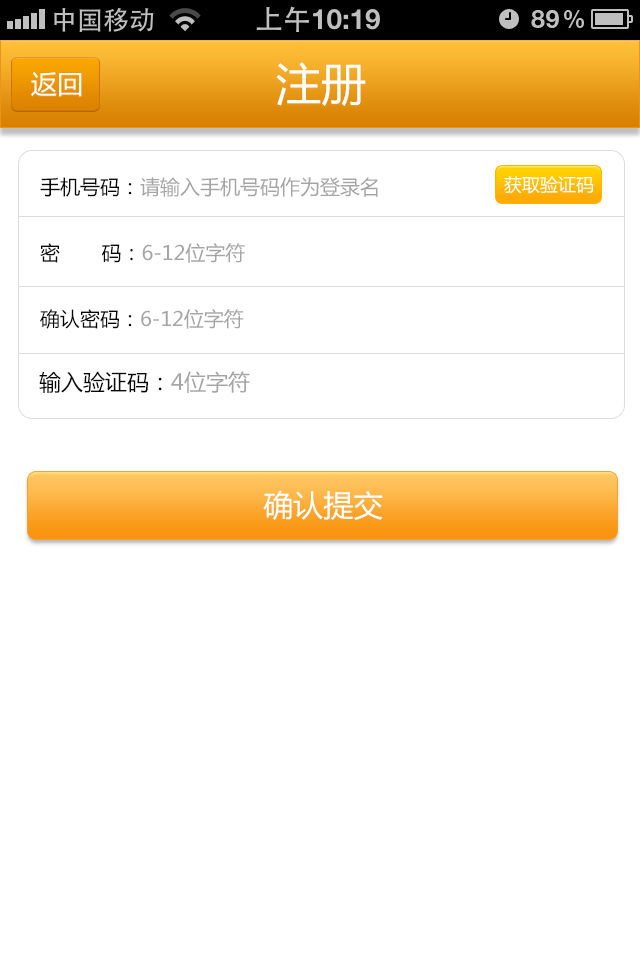 中国移动 上午10:19 89%
返回 注册
手机号码：请输入手机号码作为登录名 获取验证码
密 码：6-12位字符
确认密码：6-12位字符
输入验证码：4位字符
确认提交